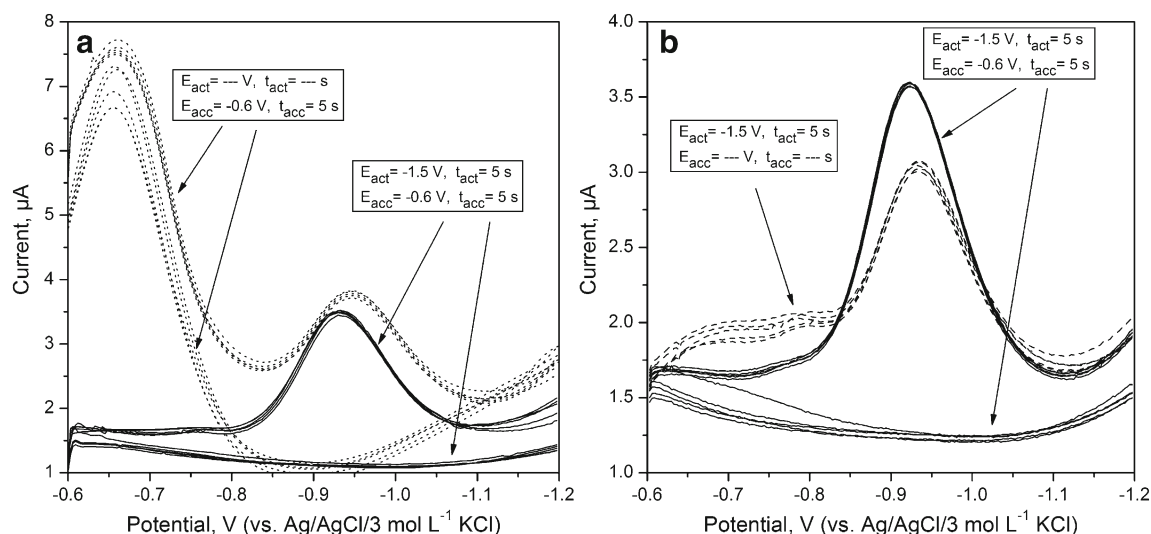 a
E_act= --- V, t_act= --- s
E_acc= -0.6 V, t_acc= 5 s
E_act= -1.5 V, t_act= 5 s
E_acc= -0.6 V, t_acc= 5 s
8
7
6
5
4
3
2
1
Current, µA
-0.6 -0.7 -0.8 -0.9 -1.0 -1.1 -1.2
Potential, V (vs. Ag/AgCl/3 mol L⁻¹ KCl)
b
E_act= -1.5 V, t_act= 5 s
E_acc= -0.6 V, t_acc= 5 s
E_act= -1.5 V, t_act= 5 s
E_acc= --- V, t_acc= --- s
4.0
3.5
3.0
2.5
2.0
1.5
1.0
Current, µA
-0.6 -0.7 -0.8 -0.9 -1.0 -1.1 -1.2
Potential, V (vs. Ag/AgCl/3 mol L⁻¹ KCl)